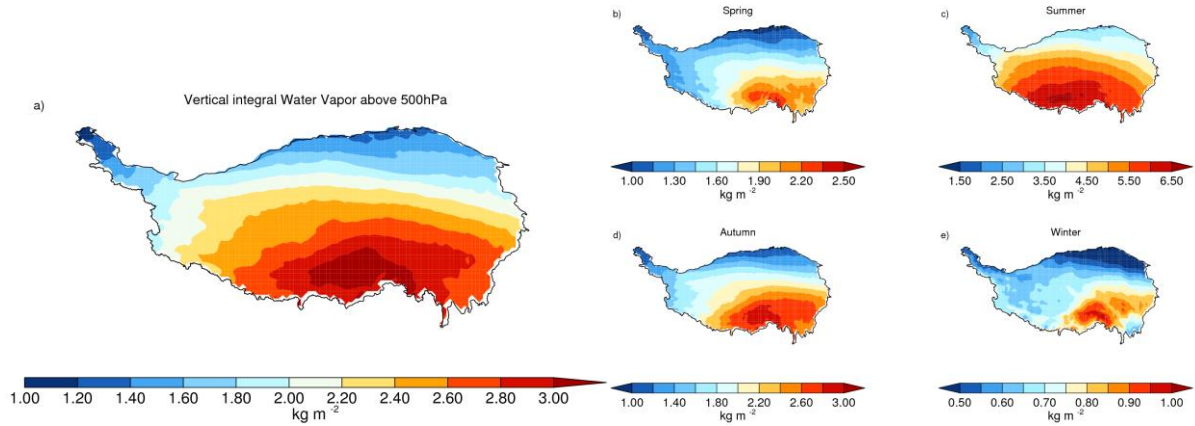 a)
Vertical integral Water Vapor above 500hPa
1.00 1.20 1.40 1.60 1.80 2.00 2.20 2.40 2.60 2.80 3.00
kg m -2
b)
Spring
1.00 1.30 1.60 1.90 2.20 2.50
kg m -2
c)
Summer
1.50 2.50 3.50 4.50 5.50 6.50
kg m -2
d)
Autumn
1.00 1.40 1.80 2.20 2.60 3.00
kg m -2
e)
Winter
0.50 0.60 0.70 0.80 0.90 1.00
kg m -2